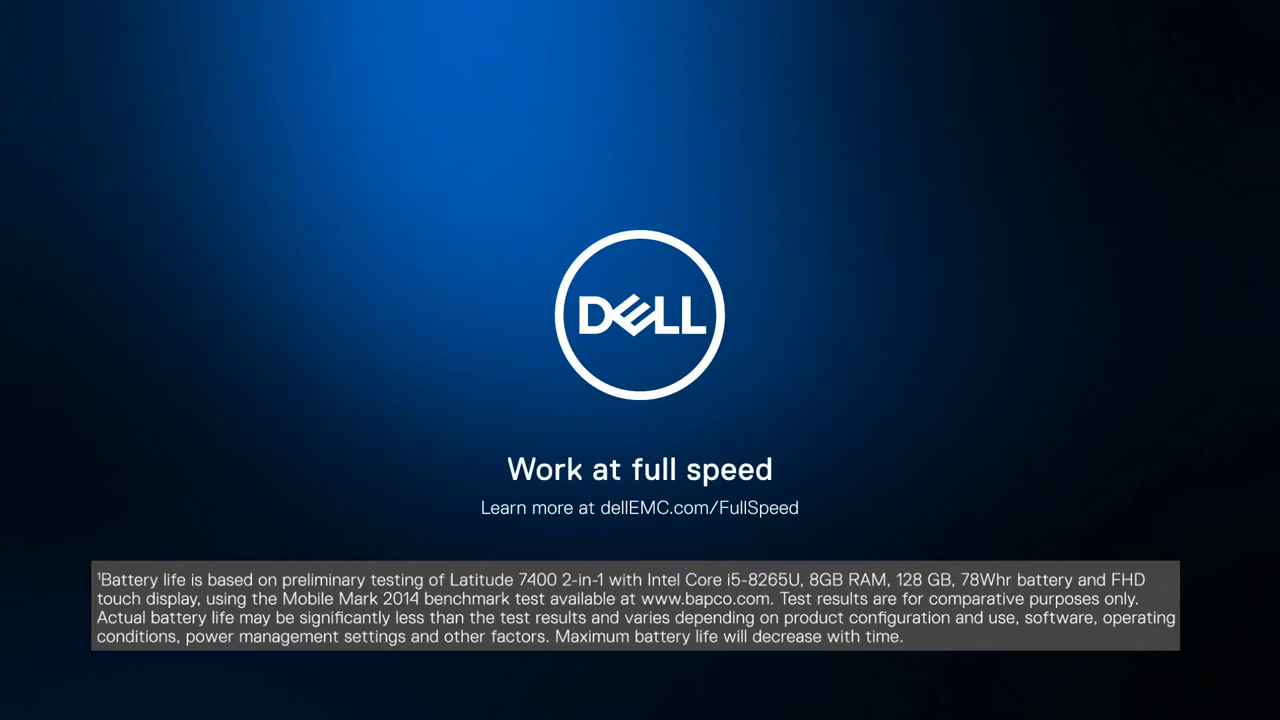 DELL
Work at full speed
Learn more at dellEMC.com/FullSpeed
¹Battery life is based on preliminary testing of Latitude 7400 2-in-1 with Intel Core i5-8265U, 8GB RAM, 128 GB, 78Whr battery and FHD
touch display, using the Mobile Mark 2014 benchmark test available at www.bapco.com. Test results are for comparative purposes only.
Actual battery life may be significantly less than the test results and varies depending on product configuration and use, software, operating
conditions, power management settings and other factors. Maximum battery life will decrease with time.